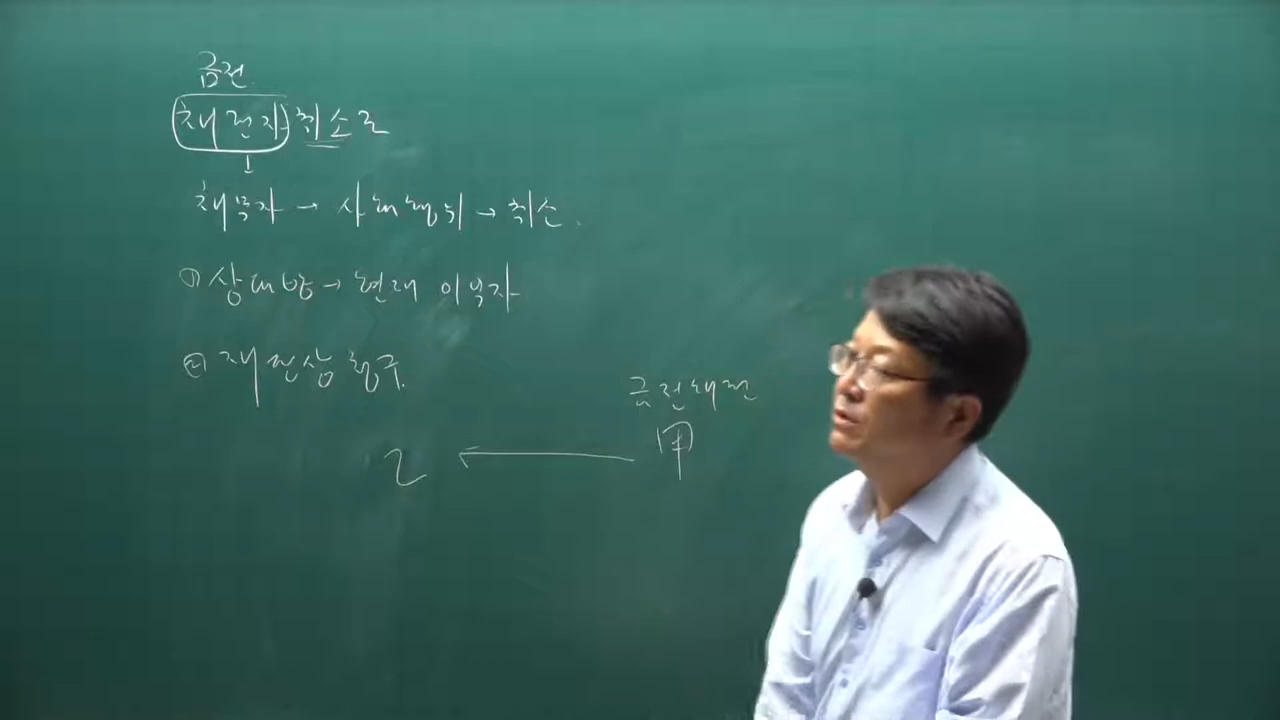 금전
채권자취소권
채무자 → 사해행위 → 취소.
① 상대방 → 현재 이익자
② 재판상 청구.
금전채권
乙 ← 甲